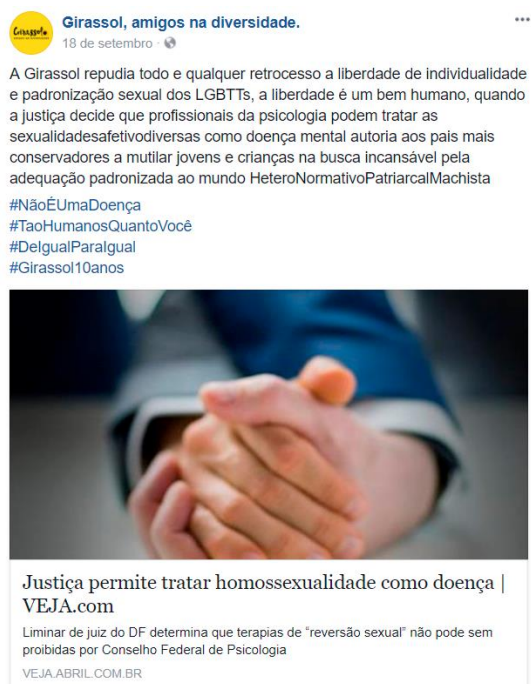 Girassol
Girassol, amigos na diversidade.
18 de setembro ·
A Girassol repudia todo e qualquer retrocesso a liberdade de individualidade
e padronização sexual dos LGBTTs, a liberdade é um bem humano, quando
a justiça decide que profissionais da psicologia podem tratar as
sexualidadesafetivodiversas como doença mental autoria aos pais mais
conservadores a mutilar jovens e crianças na busca incansável pela
adequação padronizada ao mundo HeteroNormativoPatriarcalMachista
#NãoÉUmaDoença
#TaoHumanosQuantoVocê
#DeIgualParaIgual
#Girassol10anos
Justiça permite tratar homossexualidade como doença |
VEJA.com
Liminar de juiz do DF determina que terapias de “reversão sexual” não pode sem
proibidas por Conselho Federal de Psicologia
VEJA.ABRIL.COM.BR